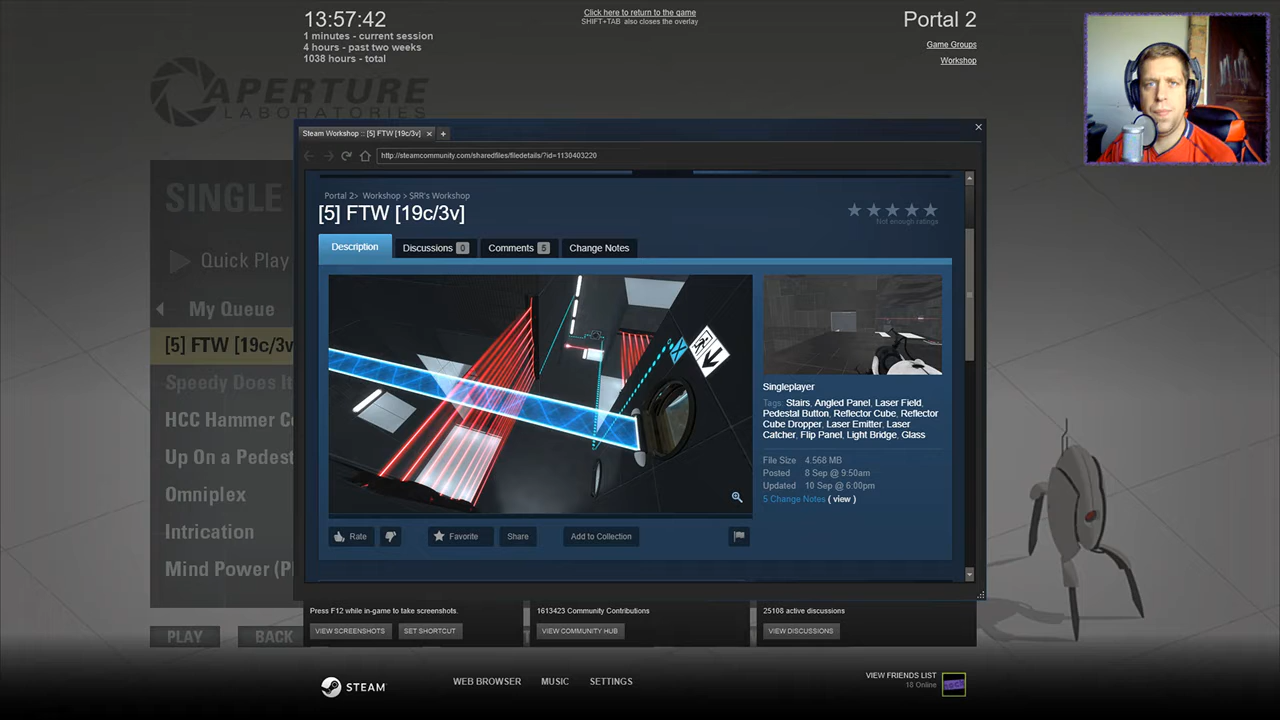 13:57:42
1 minutes - current session
4 hours - past two weeks
1038 hours - total
Click here to return to the game
SHIFT+TAB also closes the overlay
Portal 2
Game Groups
Workshop
APERTURE
LABORATORIES
Steam Workshop :: [5] FTW [19c/3v]
http://steamcommunity.com/sharedfiles/filedetails/?id=1130403220
Portal 2> Workshop > SRR's Workshop
[5] FTW [19c/3v]
Not enough ratings
Description
Discussions 0
Comments 5
Change Notes
Singleplayer
Tags: Stairs, Angled Panel, Laser Field,
Pedestal Button, Reflector Cube, Reflector
Cube Dropper, Laser Emitter, Laser
Catcher, Flip Panel, Light Bridge, Glass
File Size 4.568 MB
Posted 8 Sep @ 9:50am
Updated 10 Sep @ 6:00pm
5 Change Notes ( view )
Rate
Favorite
Share
Add to Collection
SINGLE
Quick Play
My Queue
[5] FTW [19c/3v
Speedy Does It
HCC Hammer C
Up On a Pedest
Omniplex
Intrication
Mind Power (P
PLAY
BACK
Press F12 while in-game to take screenshots.
VIEW SCREENSHOTS
SET SHORTCUT
1613423 Community Contributions
VIEW COMMUNITY HUB
25108 active discussions
VIEW DISCUSSIONS
STEAM
WEB BROWSER
MUSIC
SETTINGS
VIEW FRIENDS LIST
18 Online